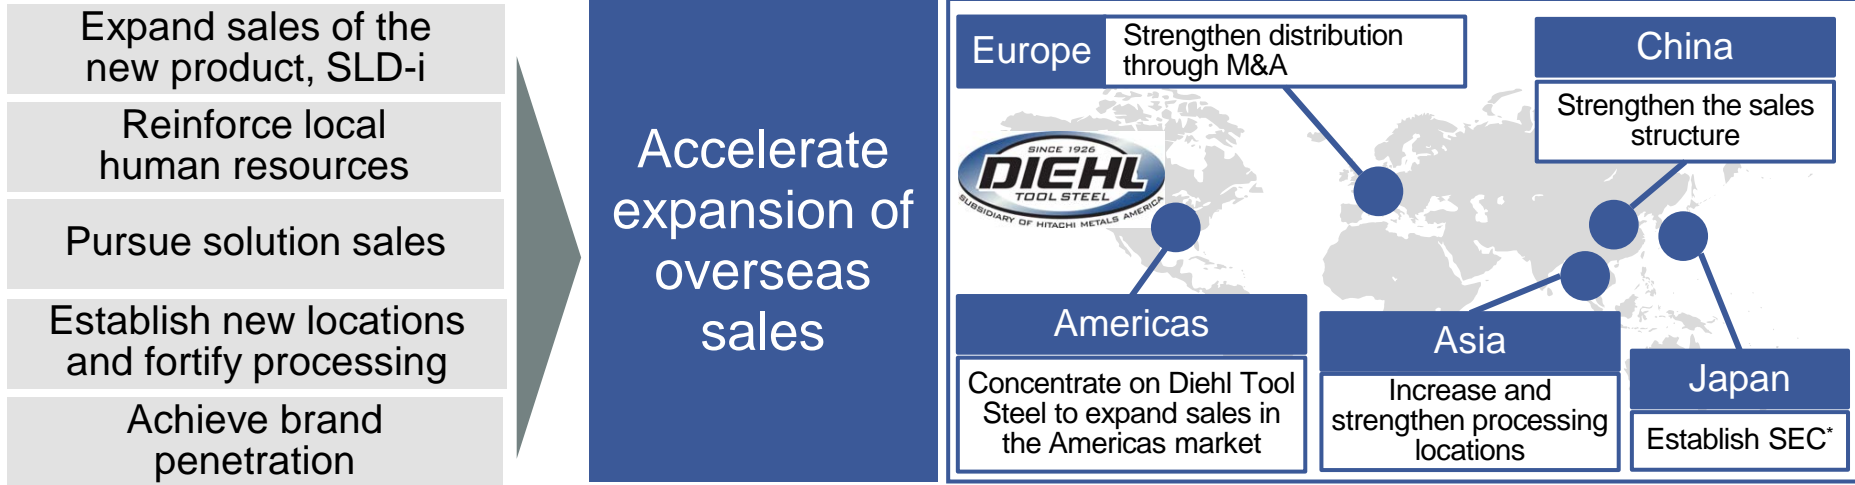 Expand sales of the
new product, SLD-i
Reinforce local
human resources
Pursue solution sales
Establish new locations
and fortify processing
Achieve brand
penetration
Accelerate
expansion of
overseas
sales
Europe
Strengthen distribution
through M&A
China
Strengthen the sales
structure
SINCE 1926
DIEHL
TOOL STEEL
SUBSIDIARY OF HITACHI METALS AMERICA
Americas
Concentrate on Diehl Tool
Steel to expand sales in
the Americas market
Asia
Increase and
strengthen processing
locations
Japan
Establish SEC*